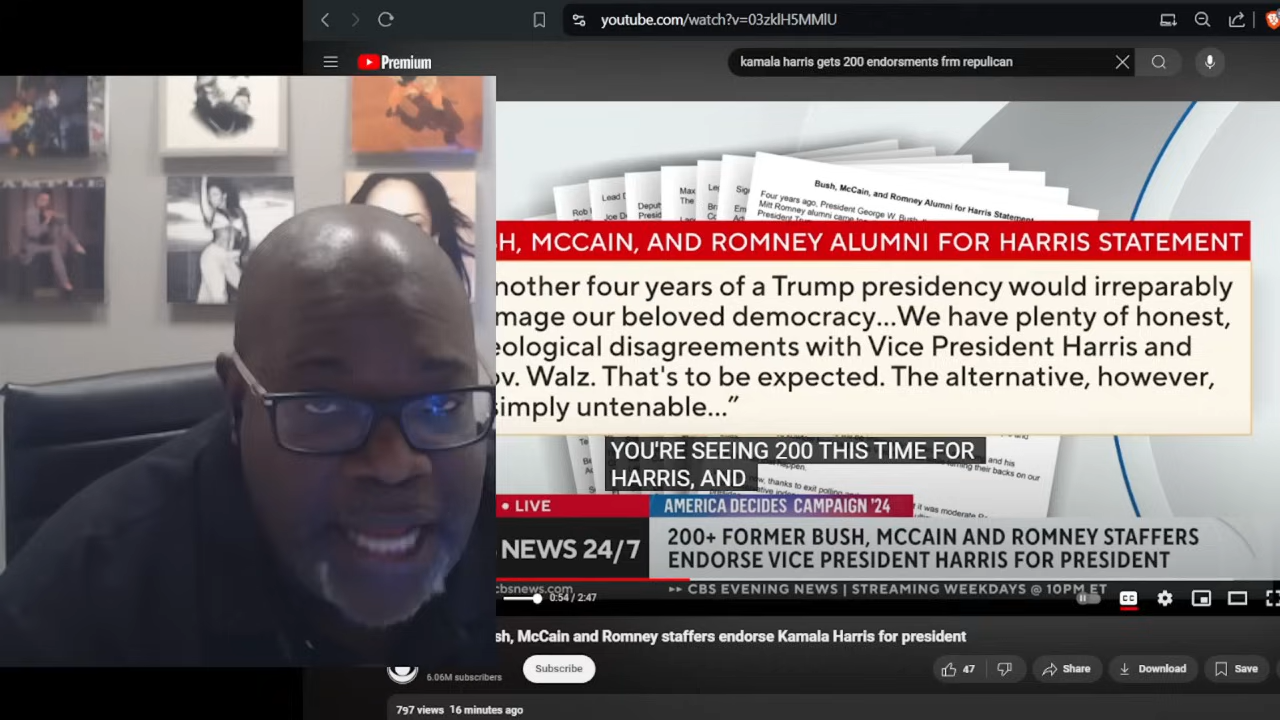 youtube.com/watch?v=03zklH5MMlU
Premium
kamala harris gets 200 endorsments frm repulican
Bush, McCain, and Romney Alumni for Harris Statement
Four years ago, President George W. Bush,
Mitt Romney alumni came
President
H, MCCAIN, AND ROMNEY ALUMNI FOR HARRIS STATEMENT
nother four years of a Trump presidency would irreparably
mage our beloved democracy...We have plenty of honest,
eological disagreements with Vice President Harris and
ov. Walz. That's to be expected. The alternative, however,
simply untenable..."
YOU'RE SEEING 200 THIS TIME FOR
HARRIS, AND
LIVE
AMERICA DECIDES CAMPAIGN '24
NEWS 24/7
200+ FORMER BUSH, MCCAIN AND ROMNEY STAFFERS
ENDORSE VICE PRESIDENT HARRIS FOR PRESIDENT
cbsnews.com
CBS EVENING NEWS | STREAMING WEEKDAYS @ 10PM ET
0:54 / 2:47
CC
sh, McCain and Romney staffers endorse Kamala Harris for president
6.06M subscribers
Subscribe
47
Share
Download
Save
797 views 16 minutes ago